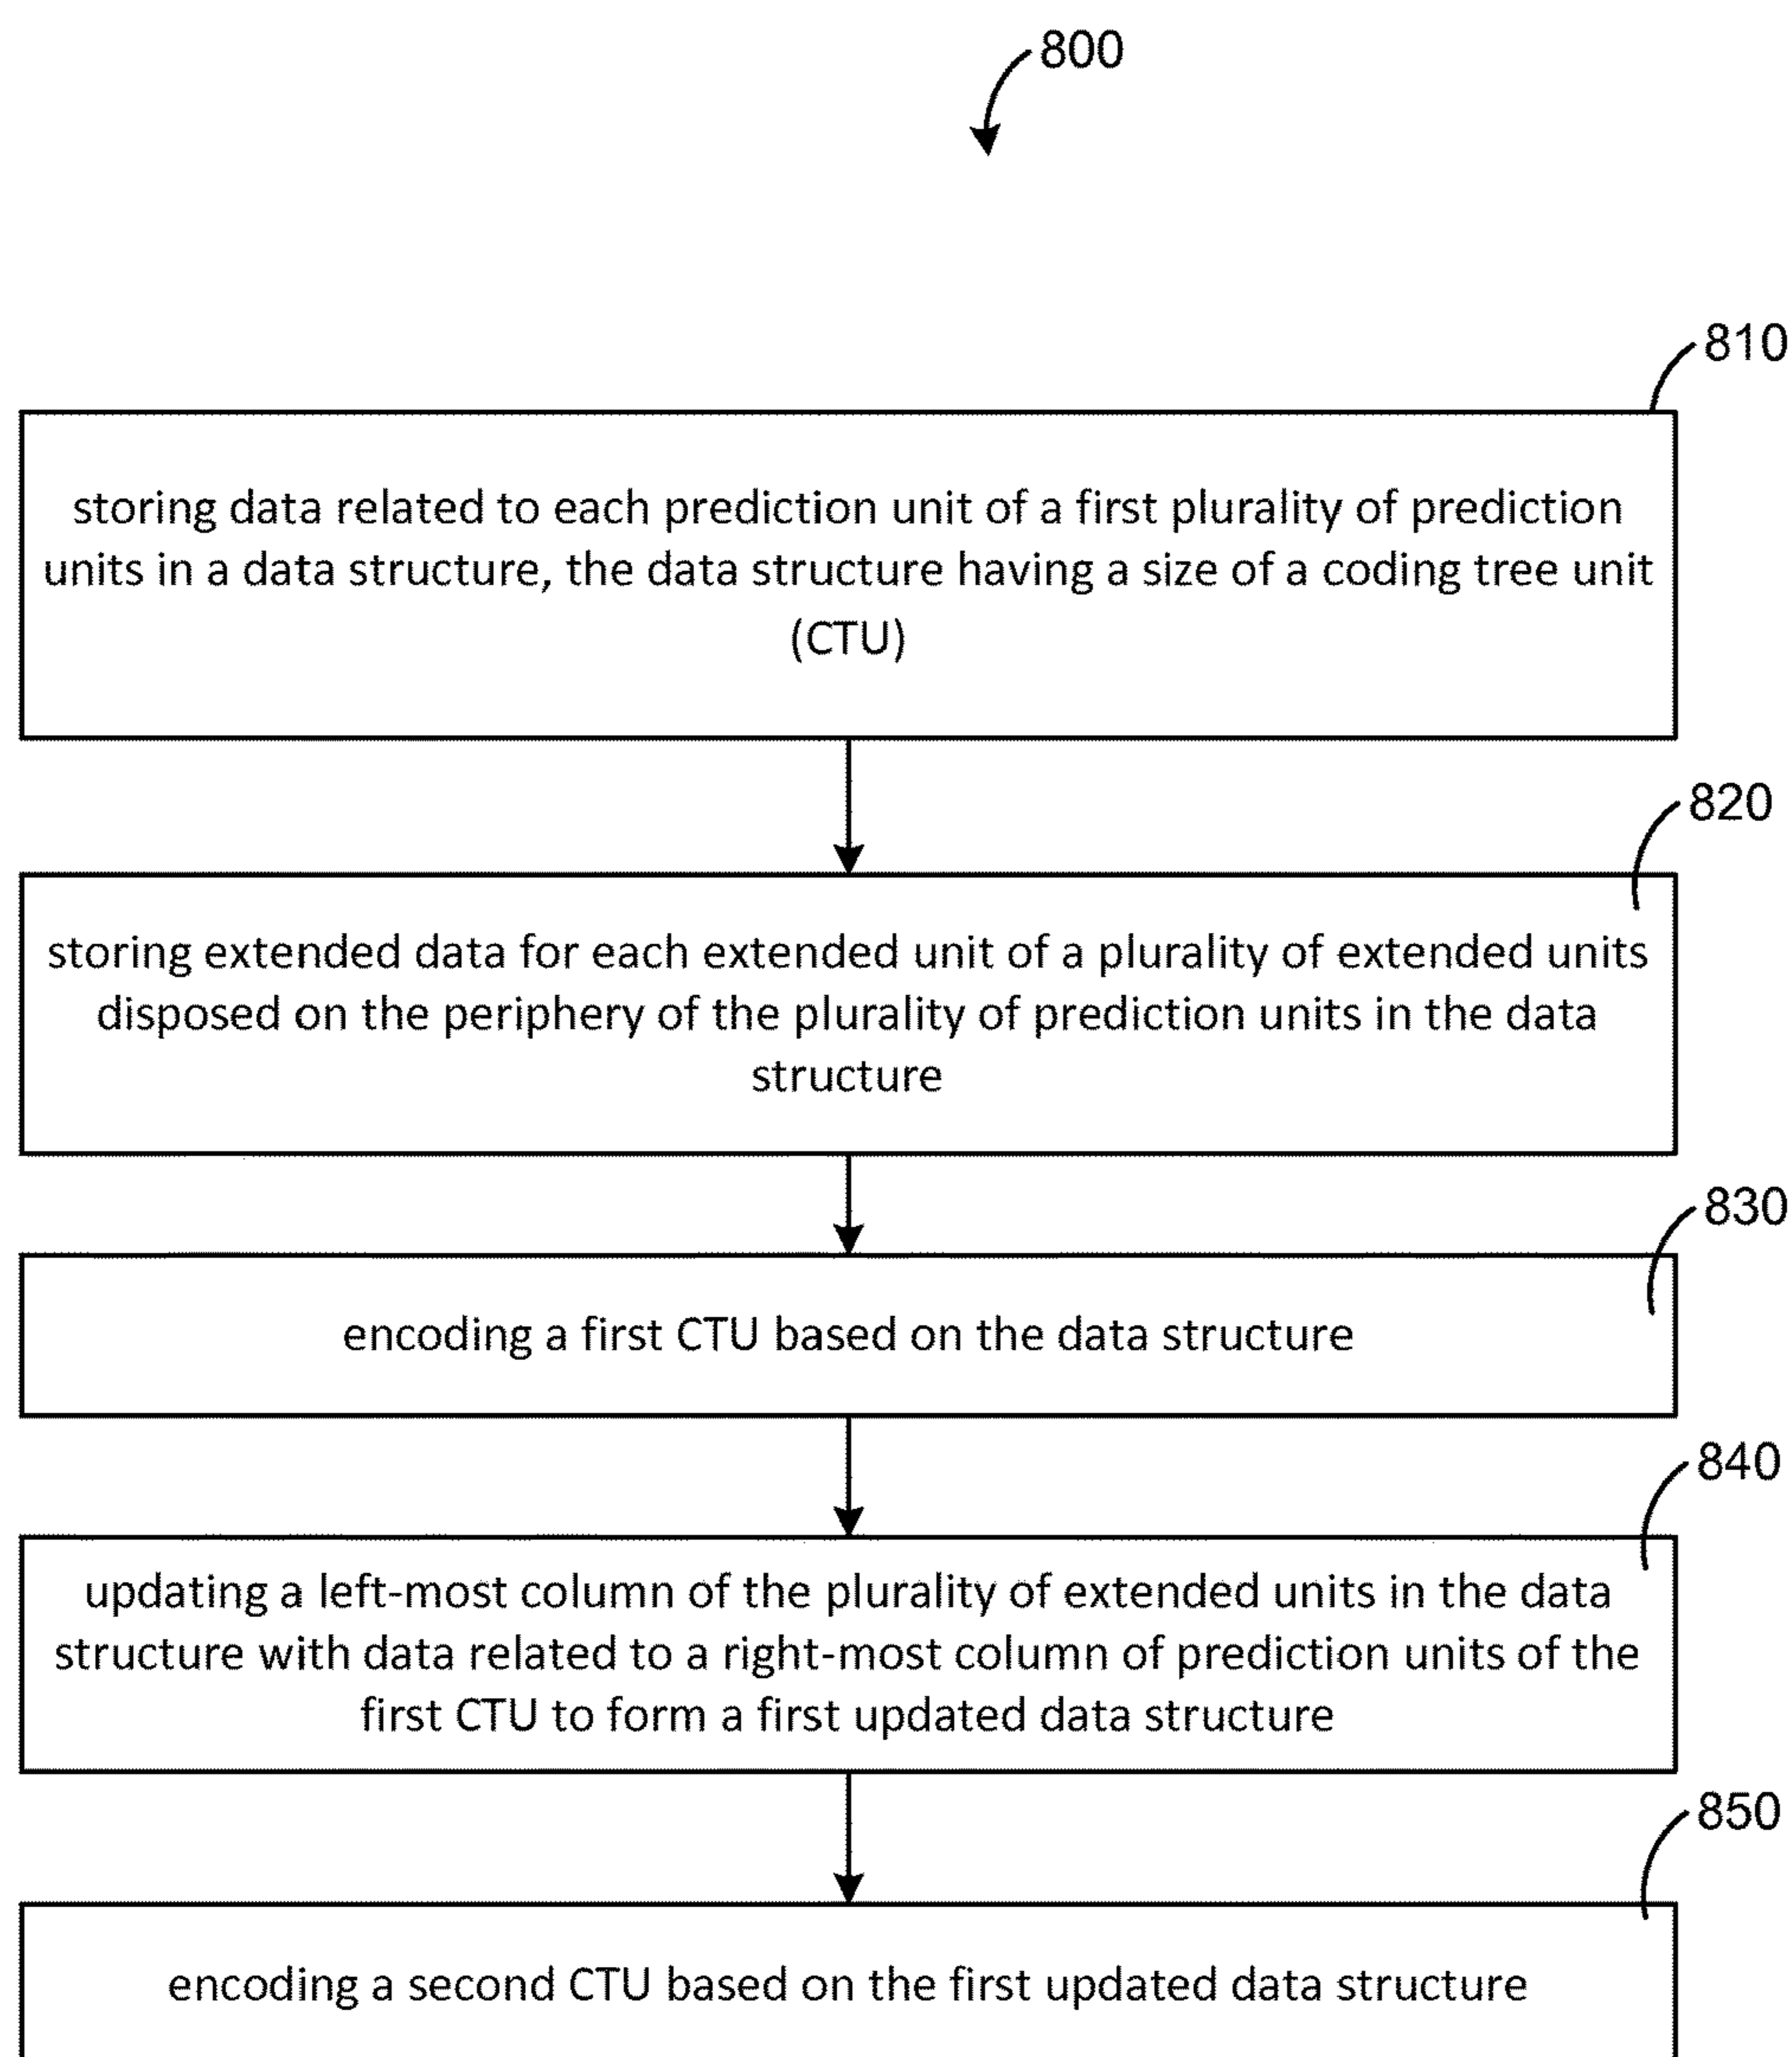 800
810
storing data related to each prediction unit of a first plurality of prediction
units in a data structure, the data structure having a size of a coding tree unit
(CTU)
820
storing extended data for each extended unit of a plurality of extended units
disposed on the periphery of the plurality of prediction units in the data
structure
830
encoding a first CTU based on the data structure
840
updating a left-most column of the plurality of extended units in the data
structure with data related to a right-most column of prediction units of the
first CTU to form a first updated data structure
850
encoding a second CTU based on the first updated data structure